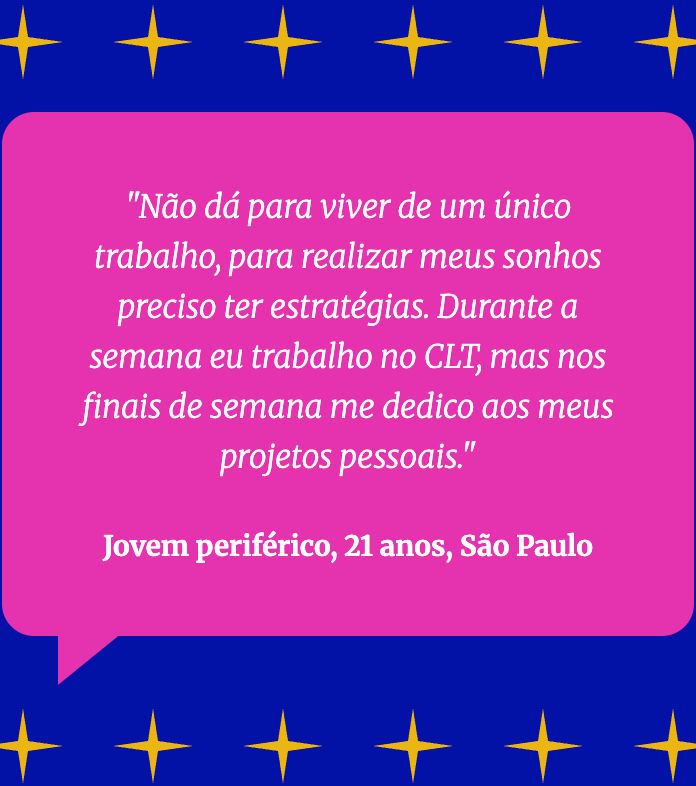 "Não dá para viver de um único
trabalho, para realizar meus sonhos
preciso ter estratégias. Durante a
semana eu trabalho no CLT, mas nos
finais de semana me dedico aos meus
projetos pessoais."
Jovem periférico, 21 anos, São Paulo